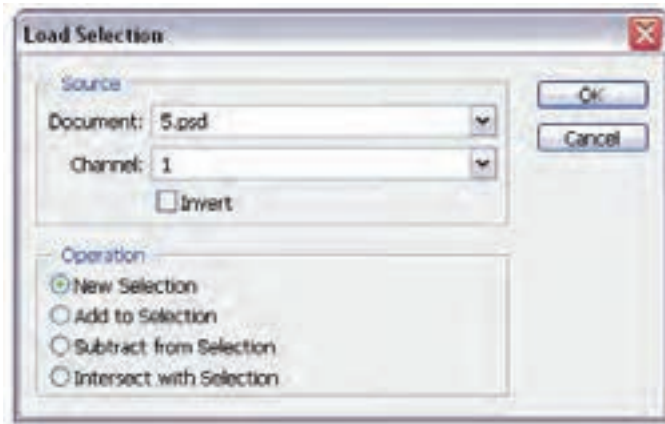 Load Selection
Source
Document: 5.psd
Channel: 1
Invert
OK
Cancel
Operation
New Selection
Add to Selection
Subtract from Selection
Intersect with Selection